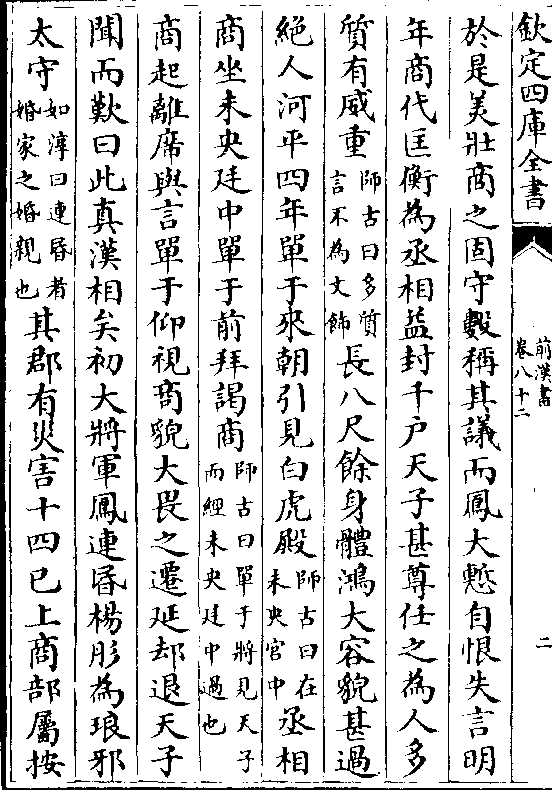 欽定四庫全書
前漢書
卷八十二
二
於是美壯商之固守數稱其議而鳳大慙自恨失言明
年商代匡衡為丞相益封千户天子甚尊任之為人多
質有威重師古曰多質言不為文飾長八尺餘身體鴻大容貌甚過
絕人河平四年單于來朝引見白虎殿師古曰在未央宫中丞相
商坐未央廷中單于前拜謁商師古曰單于將見天子而經未央廷中過也
商起離席與言單于仰視商貌大畏之遷延却退天子
聞而歎曰此真漢相矣初大將軍鳳連昬楊肜為琅邪
太守如淳曰連昬者婚家之婚親也其郡有災害十四已上商部屬按